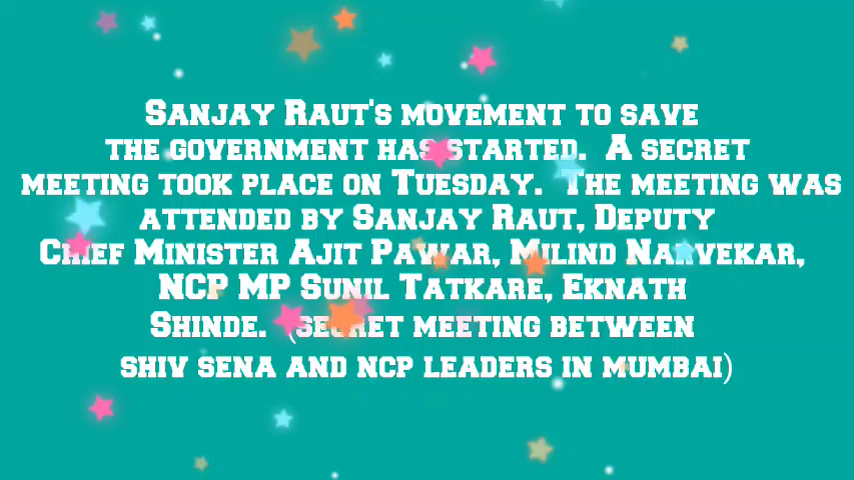 Sanjay Raut's movement to save
the government has started. A secret
meeting took place on Tuesday. The meeting was
attended by Sanjay Raut, Deputy
Chief Minister Ajit Pawar, Milind Narvekar,
NCP MP Sunil Tatkare, Eknath
Shinde. (secret meeting between
shiv sena and ncp leaders in mumbai)